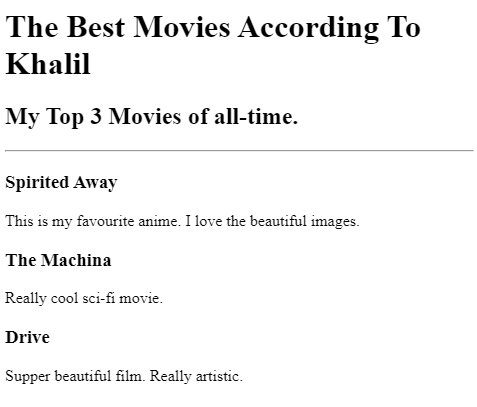 The Best Movies According To
Khalil
My Top 3 Movies of all-time.
Spirited Away
This is my favourite anime. I love the beautiful images.
The Machina
Really cool sci-fi movie.
Drive
Supper beautiful film. Really artistic.